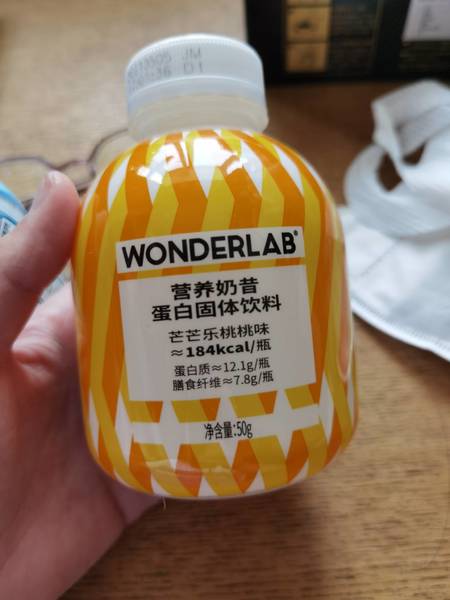 WONDERLAB®
营养奶昔
蛋白固体饮料
芒芒乐桃桃味
≈184kcal/瓶
蛋白质≈12.1g/瓶
膳食纤维≈7.8g/瓶
净含量:50g